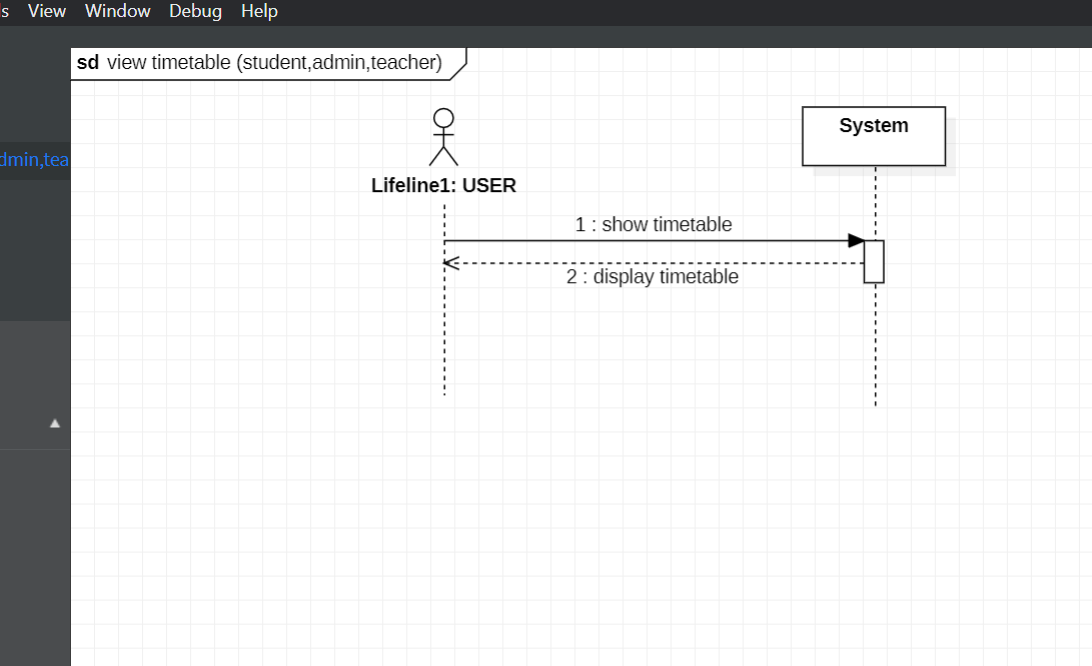 s View Window Debug Help
sd view timetable (student,admin,teacher)
System
dmin,tea
Lifeline1: USER
1 : show timetable
2 : display timetable